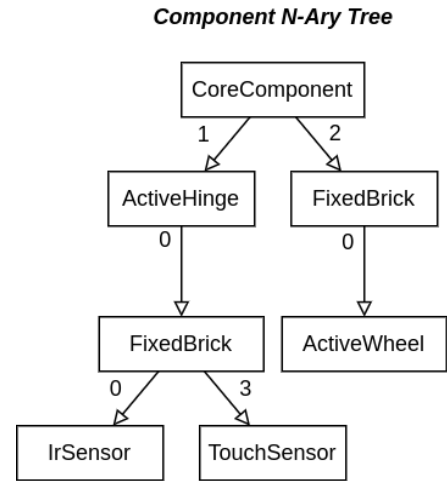 Component N-Ary Tree
CoreComponent
1
2
ActiveHinge
FixedBrick
0
0
FixedBrick
ActiveWheel
0
3
IrSensor
TouchSensor